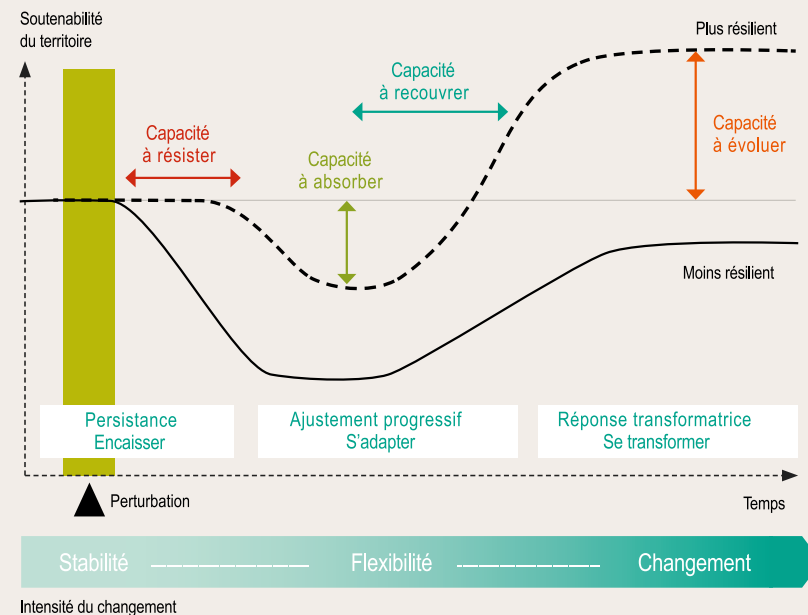 Soutenabilité
du territoire
Plus résilient
Capacité
à recouvrer
Capacité
à résister
Capacité
à absorber
Capacité
à évoluer
Moins résilient
Persistance
Encaisser
Ajustement progressif
S'adapter
Réponse transformatrice
Se transformer
Perturbation
Temps
Stabilité
Flexibilité
Changement
Intensité du changement